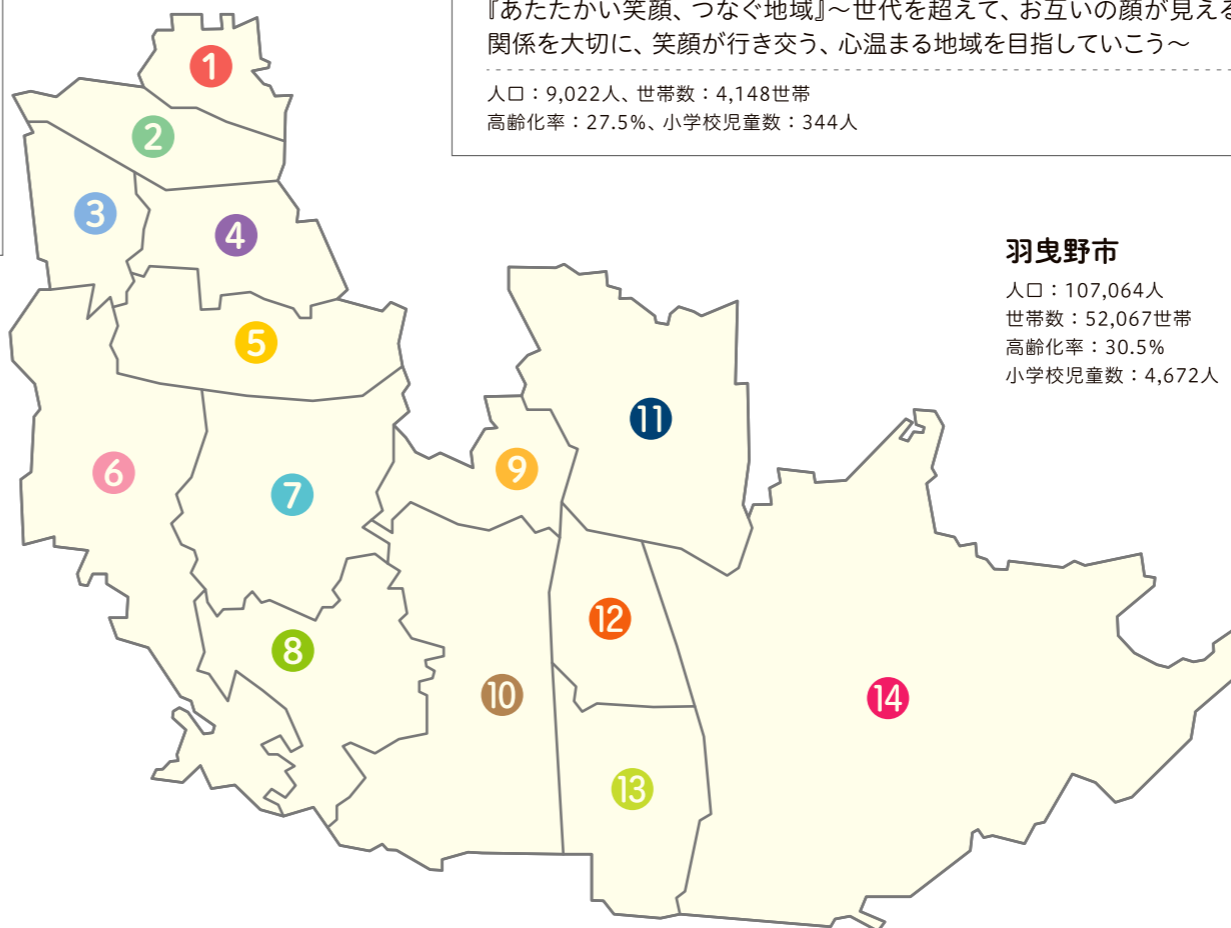 『あたたかい笑顔、つなぐ地域』～世代を超えて、お互いの顔が見える
関係を大切に、笑顔が行き交う、心温まる地域を目指していこう～
人口：9,022人、世帯数：4,148世帯
高齢化率：27.5%、小学校児童数：344人
羽曳野市
人口：107,064人
世帯数：52,067世帯
高齢化率：30.5%
小学校児童数：4,672人
1
2
3
4
5
6
7
8
9
10
11
12
13
14